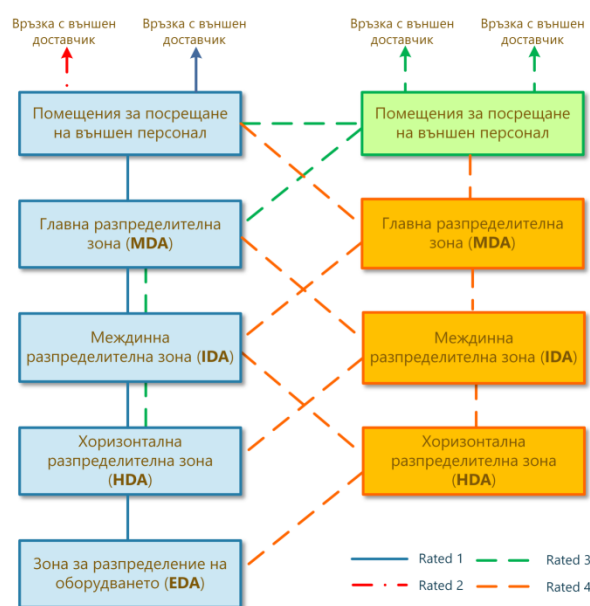 Връзка с външен
доставчик
Връзка с външен
доставчик
Връзка с външен
доставчик
Връзка с външен
доставчик
Помещения за посрещане
на външен персонал
Помещения за посрещане
на външен персонал
Главна разпределителна
зона (MDA)
Главна разпределителна
зона (MDA)
Междинна
разпределителна зона (IDA)
Междинна
разпределителна зона (IDA)
Хоризонтална
разпределителна зона
(HDA)
Хоризонтална
разпределителна зона
(HDA)
Зона за разпределение на
оборудването (EDA)
Rated 1
Rated 3
Rated 2
Rated 4